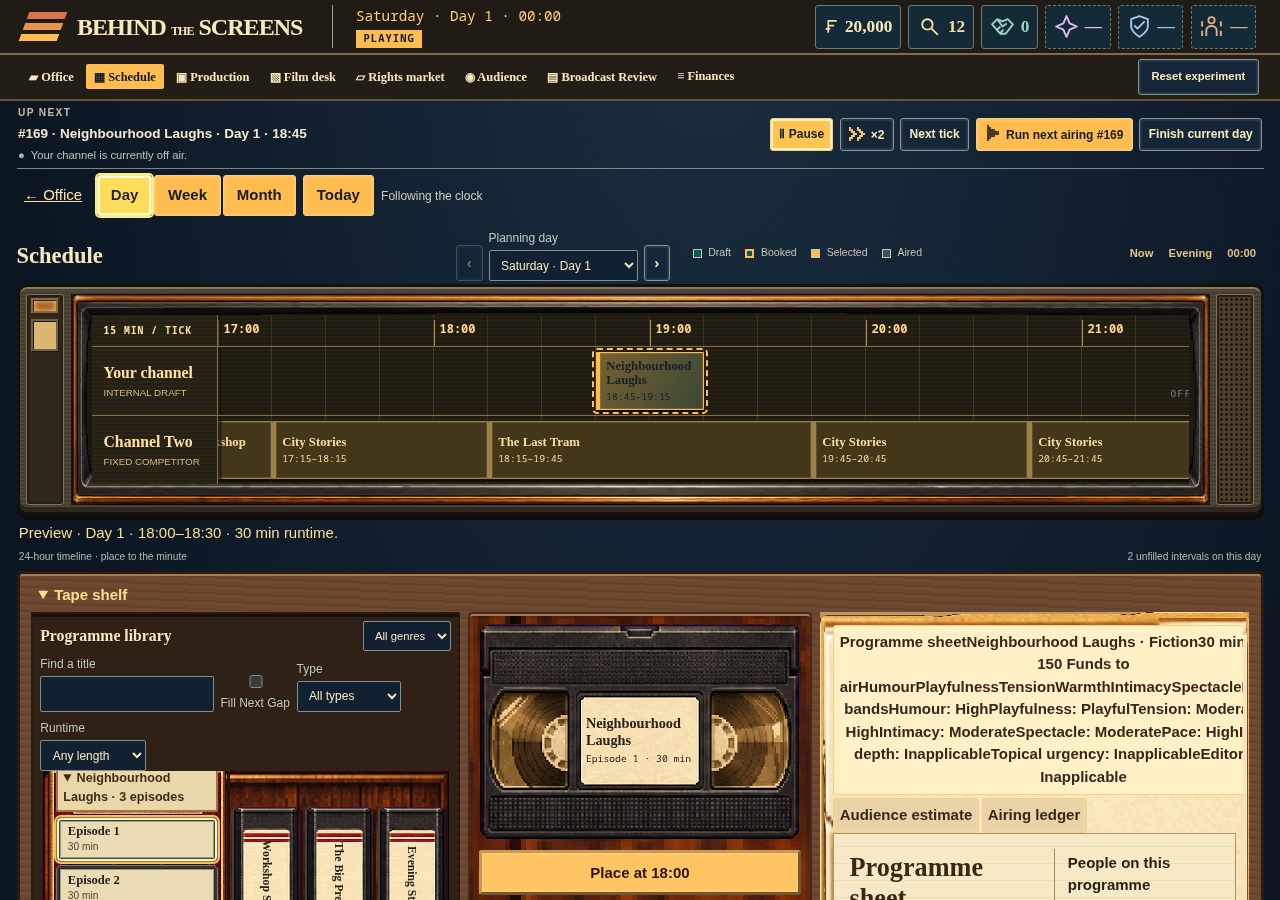 BEHIND THE SCREENS
Saturday · Day 1 · 00:00
PLAYING
20,000
12
0
—
—
—
Office
Schedule
Production
Film desk
Rights market
Audience
Broadcast Review
Finances
Reset experiment
UP NEXT
#169 · Neighbourhood Laughs · Day 1 · 18:45
● Your channel is currently off air.
Pause
×2
Next tick
Run next airing #169
Finish current day
← Office
Day
Week
Month
Today
Following the clock
Schedule
‹
Planning day
Saturday · Day 1
›
Draft
Booked
Selected
Aired
Now Evening 00:00
15 MIN / TICK
17:00
18:00
19:00
20:00
21:00
Your channel
INTERNAL DRAFT
Neighbourhood
Laughs
18:45–19:15
OFF
Channel Two
FIXED COMPETITOR
shop
City Stories
17:15–18:15
The Last Tram
18:15–19:45
City Stories
19:45–20:45
City Stories
20:45–21:45
Preview · Day 1 · 18:00–18:30 · 30 min runtime.
24-hour timeline · place to the minute
2 unfilled intervals on this day
▼ Tape shelf
Programme library
All genres
Find a title
Fill Next Gap
Type
All types
Runtime
Any length
▼ Neighbourhood
Laughs · 3 episodes
Episode 1
30 min
Episode 2
30 min
Workshop S
The Big Pre
Evening St
Neighbourhood
Laughs
Episode 1 · 30 min
Place at 18:00
Programme sheetNeighbourhood Laughs · Fiction30 min
150 Funds to
airHumourPlayfulnessTensionWarmthIntimacySpectacle
bandsHumour: HighPlayfulness: PlayfulTension: Modera
HighIntimacy: ModerateSpectacle: ModeratePace: High
depth: InapplicableTopical urgency: InapplicableEditor
Inapplicable
Audience estimate
Airing ledger
Programme
sheet
People on this
programme